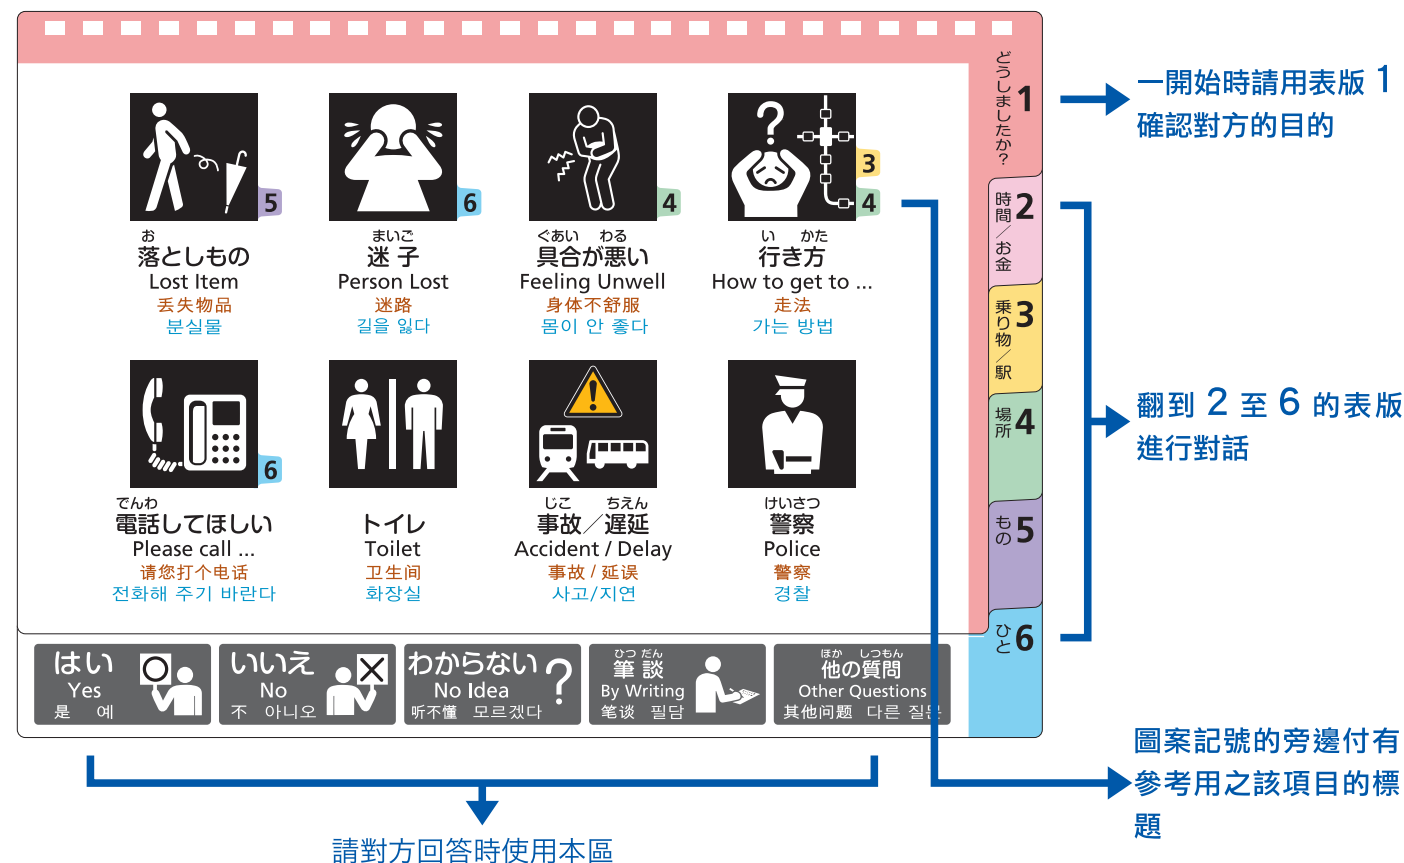 お
落としもの
Lost Item
丢失物品
분실물
5
まいご
迷 子
Person Lost
迷路
길을 잃다
6
ぐあい わる
具合が悪い
Feeling Unwell
身体不舒服
몸이 안 좋다
4
い かた
行き方
How to get to ...
走法
가는 방법
?
3
4
でんわ
電話してほしい
Please call ...
请您打个电话
전화해 주기 바란다
6
トイレ
Toilet
卫生间
화장실
じこ ちえん
事故／遅延
Accident / Delay
事故 / 延误
사고/지연
けいさつ
警察
Police
警察
경찰
はい
Yes
是 예
いいえ
No
不 아니오
わからない
No Idea
听不懂 모르겠다
?
ひつ だん
筆 談
By Writing
笔谈 필담
ほか しつもん
他の質問
Other Questions
其他问题 다른 질문
どうしましたか？
1
時間／お金
2
乗り物／駅
3
場所
4
もの
5
ひと
6
一開始時請用表版 1
確認對方的目的
翻到 2 至 6 的表版
進行對話
圖案記號的旁邊付有
參考用之該項目的標
題
請對方回答時使用本區